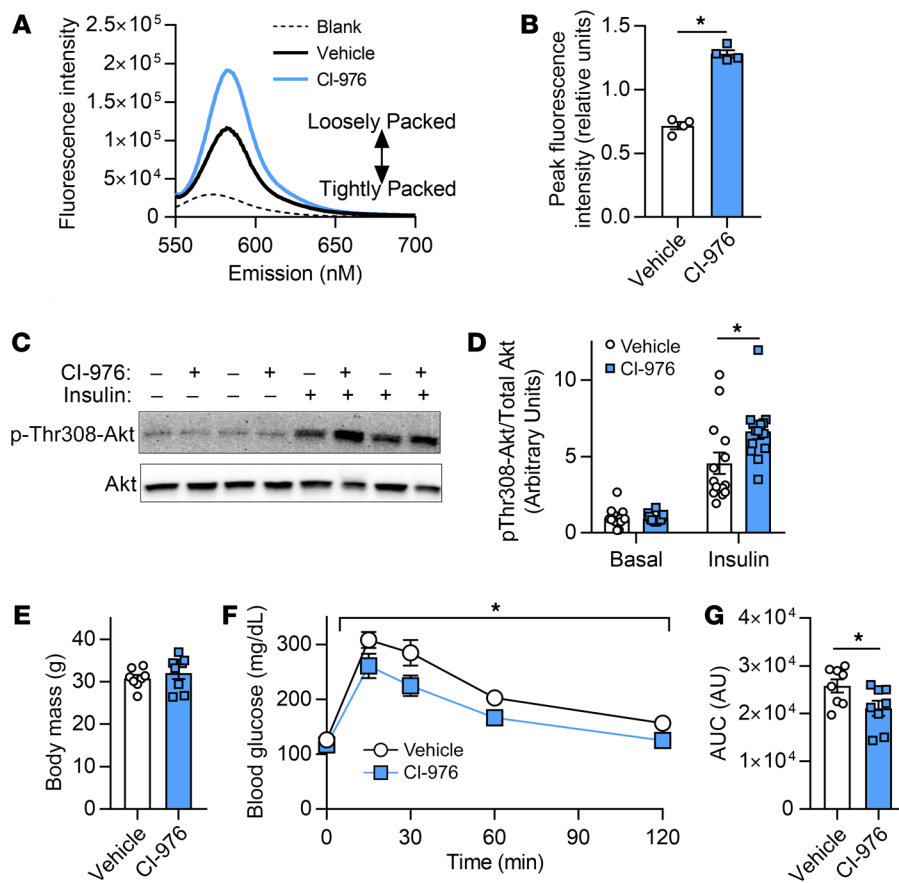 A
Fluorescence intensity
2.5×10⁵
2×10⁵
1.5×10⁵
1×10⁵
5×10⁴
0
550
600
650
700
Emission (nM)
Blank
Vehicle
CI-976
Loosely Packed
Tightly Packed
B
Peak fluorescence
intensity (relative units)
1.5
1.0
0.5
0.0
*
Vehicle
CI-976
C
CI-976: – + – + – + – +
Insulin: – – – – + + + +
p-Thr308-Akt
Akt
D
pThr308-Akt/Total Akt
(Arbitrary Units)
10
5
0
Vehicle
CI-976
*
Basal
Insulin
E
Body mass (g)
40
30
20
10
0
Vehicle
CI-976
F
Blood glucose (mg/dL)
300
200
100
0
*
Vehicle
CI-976
0
30
60
90
120
Time (min)
G
AUC (AU)
4×10⁴
3×10⁴
2×10⁴
1×10⁴
0
*
Vehicle
CI-976